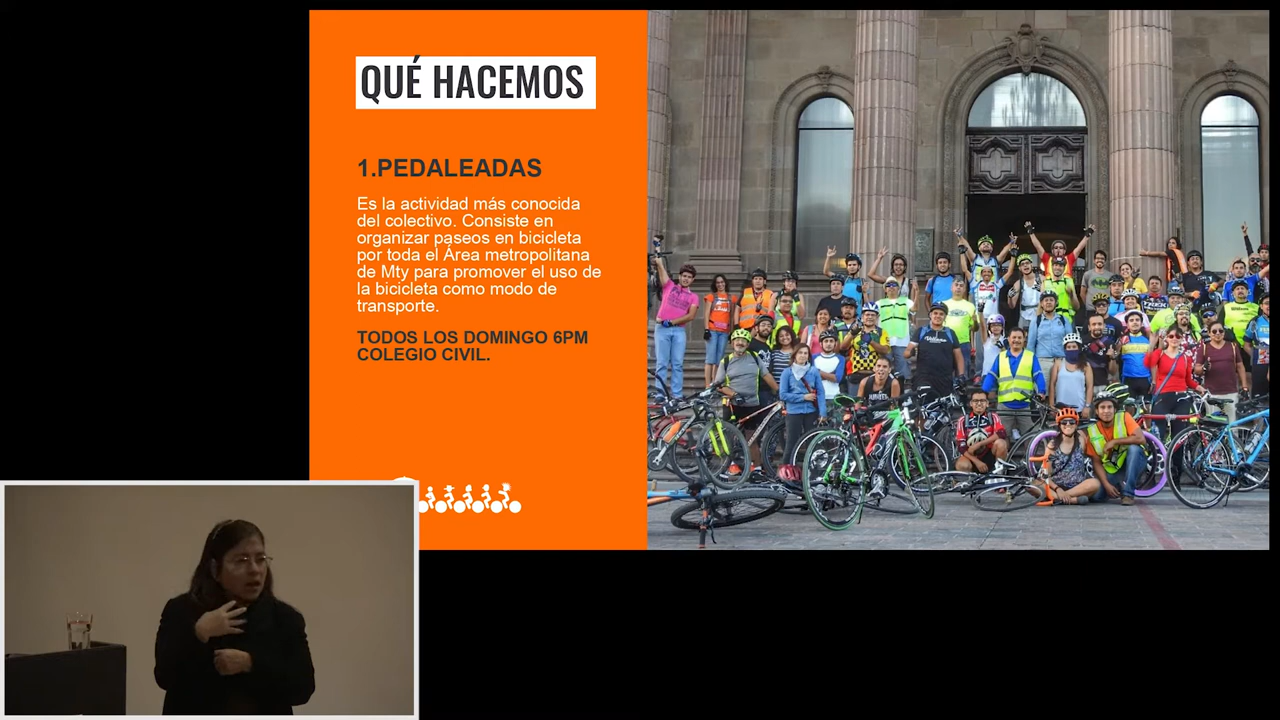 QUÉ HACEMOS
1.PEDALEADAS
Es la actividad más conocida
del colectivo. Consiste en
organizar paseos en bicicleta
por toda el Área metropolitana
de Mty para promover el uso de
la bicicleta como modo de
transporte.
TODOS LOS DOMINGO 6PM
COLEGIO CIVIL.